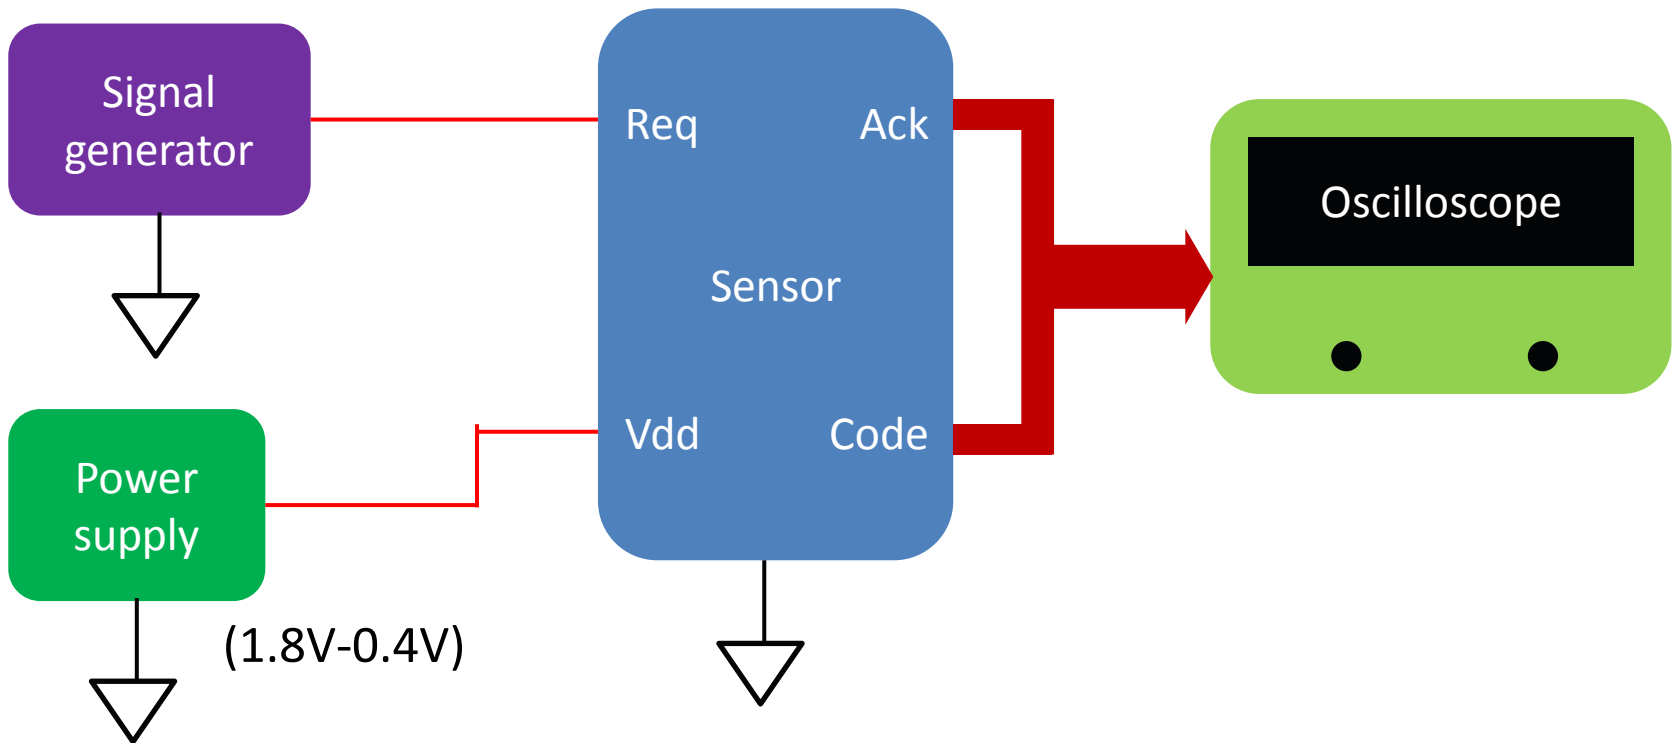 Signal
generator
Req
Ack
Oscilloscope
Sensor
Vdd
Code
Power
supply
(1.8V-0.4V)